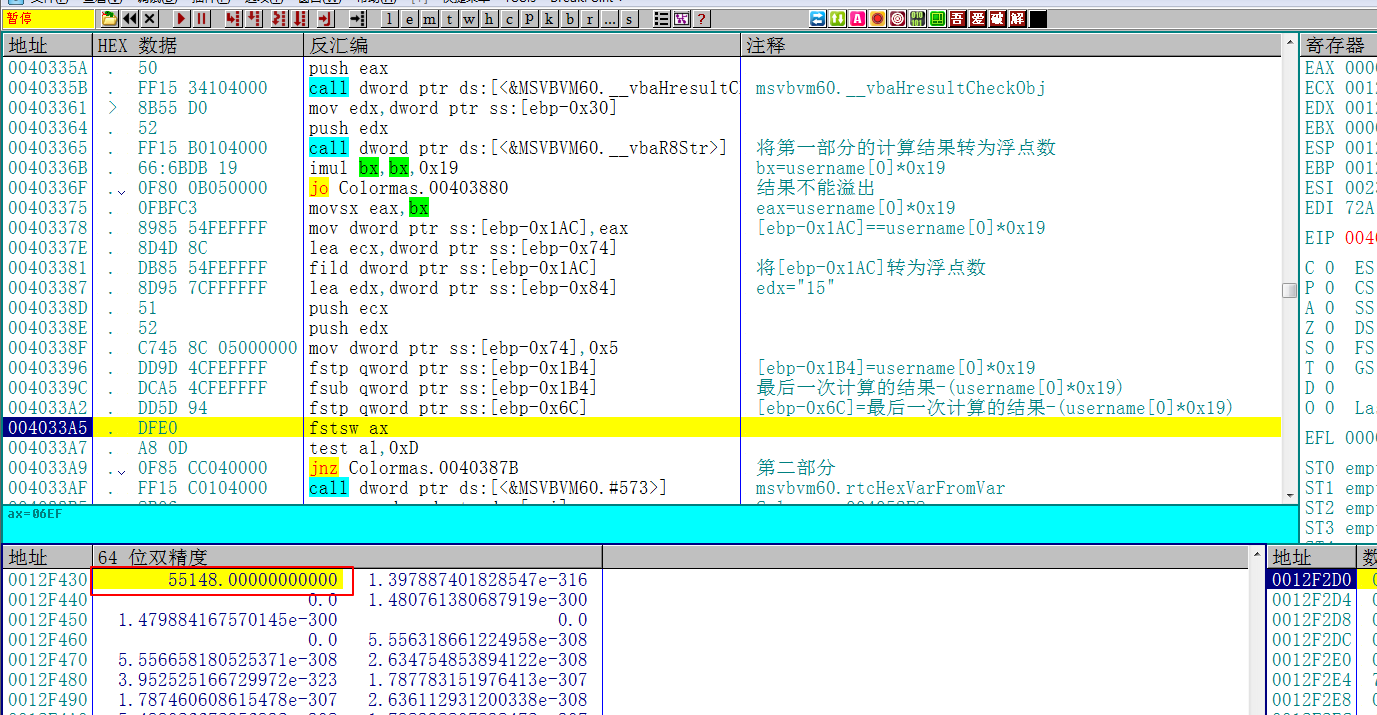 暂停 l e m t w h c p k b r ... s ? 吾 爱 破 解
地址 HEX 数据 反汇编 注释 寄存器
0040335A . 50 push eax EAX 000
0040335B . FF15 34104000 call dword ptr ds:[<&MSVBVM60.__vbaHresultC msvbvm60.__vbaHresultCheckObj ECX 0012
00403361 > 8B55 D0 mov edx,dword ptr ss:[ebp-0x30] EDX 0012
00403364 . 52 push edx EBX 000
00403365 . FF15 B0104000 call dword ptr ds:[<&MSVBVM60.__vbaR8Str>] 将第一部分的计算结果转为浮点数 ESP 0012
0040336B . 66:6BDB 19 imul bx,bx,0x19 bx=username[0]*0x19 EBP 0012
0040336F . 0F80 0B050000 jo Colormas.00403880 结果不能溢出 ESI 0023
00403375 . 0FBFC3 movsx eax,bx eax=username[0]*0x19 EDI 72A
00403378 . 8985 54FEFFFF mov dword ptr ss:[ebp-0x1AC],eax [ebp-0x1AC]==username[0]*0x19
0040337E . 8D4D 8C lea ecx,dword ptr ss:[ebp-0x74] EIP 0040
00403381 . DB85 54FEFFFF fild dword ptr ss:[ebp-0x1AC] 将[ebp-0x1AC]转为浮点数 C 0 ES
00403387 . 8D95 7CFFFFFF lea edx,dword ptr ss:[ebp-0x84] edx="15" P 0 CS
0040338D . 51 push ecx A 0 SS
0040338E . 52 push edx Z 0 DS
0040338F . C745 8C 05000000 mov dword ptr ss:[ebp-0x74],0x5 S 0 FS
00403396 . DD9D 4CFEFFFF fstp qword ptr ss:[ebp-0x1B4] [ebp-0x1B4]=username[0]*0x19 T 0 GS
0040339C . DCA5 4CFEFFFF fsub qword ptr ss:[ebp-0x1B4] 最后一次计算的结果-(username[0]*0x19) D 0
004033A2 . DD5D 94 fstp qword ptr ss:[ebp-0x6C] [ebp-0x6C]=最后一次计算的结果-(username[0]*0x19) O 0 La
004033A5 . DFE0 fstsw ax
004033A7 . A8 0D test al,0xD EFL 000
004033A9 . 0F85 CC040000 jnz Colormas.0040387B 第二部分 ST0 emp
004033AF . FF15 C0104000 call dword ptr ds:[<&MSVBVM60.#573>] msvbvm60.rtcHexVarFromVar ST1 emp
ST2 emp
ax=06EF
ST3 emp
地址 64 位双精度 地址 数
0012F430 55148.00000000000 1.397887401828547e-316 0012F2D0
0012F440 0.0 1.480761380687919e-300 0012F2D4
0012F450 1.479884167570145e-300 0.0 0012F2D8
0012F460 0.0 5.556318661224958e-308 0012F2DC
0012F470 5.556658180525371e-308 2.634754853894122e-308 0012F2E0
0012F480 3.952525166729972e-323 1.787783151976413e-307 0012F2E4
0012F490 1.787460608615478e-307 2.636112931200338e-308 0012F2E8